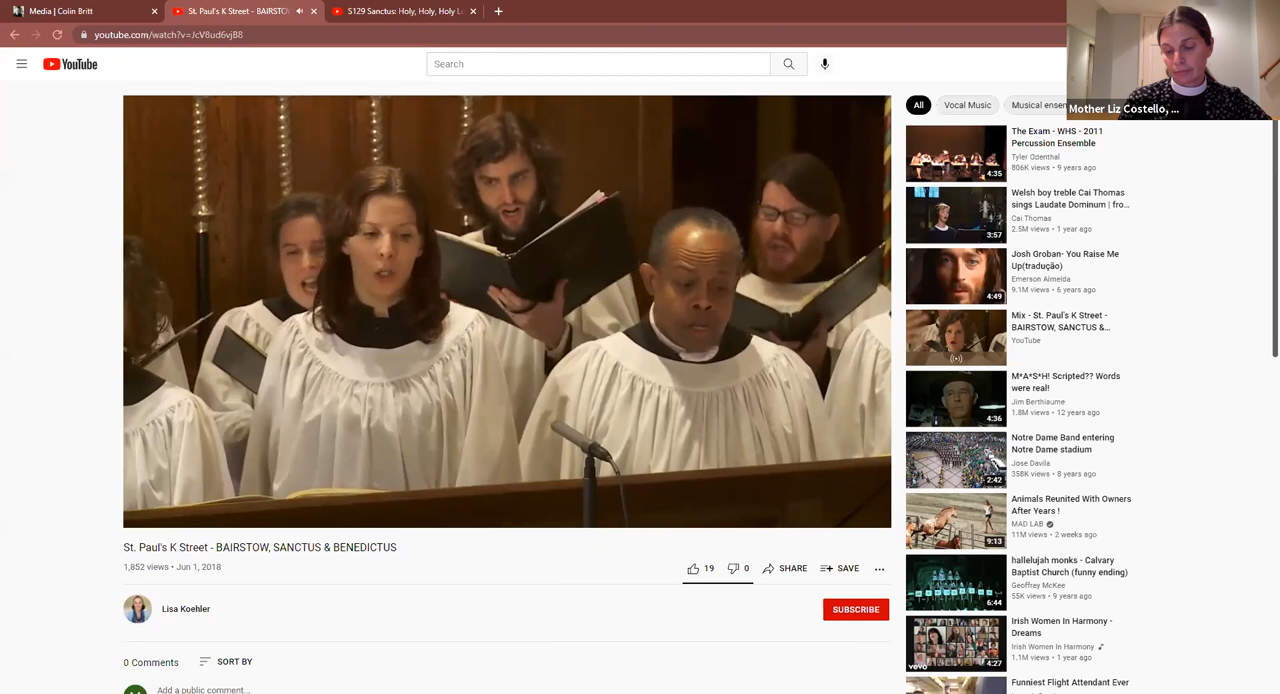 Media | Colin Britt
St. Paul's K Street - BAIRSTO
S129 Sanctus: Holy, Holy, Holy L
youtube.com/watch?v=JcV8ud6vjB8
YouTube
Search
Mother Liz Costello, ...
All
Vocal Music
Musical ensem
St. Paul's K Street - BAIRSTOW, SANCTUS & BENEDICTUS
1,852 views • Jun 1, 2018
19
0
SHARE
SAVE
Lisa Koehler
SUBSCRIBE
0 Comments
SORT BY
Add a public comment...
The Exam - WHS - 2011
Percussion Ensemble
Tyler Odenthal
806K views • 9 years ago
4:35
Welsh boy treble Cai Thomas
sings Laudate Dominum | fro...
Cai Thomas
2.5M views • 1 year ago
3:57
Josh Groban- You Raise Me
Up(tradução)
Emerson Almeida
9.1M views • 6 years ago
4:49
Mix - St. Paul's K Street -
BAIRSTOW, SANCTUS &...
YouTube
M*A*S*H! Scripted?? Words
were real!
Jim Berthiaume
1.8M views • 12 years ago
4:36
Notre Dame Band entering
Notre Dame stadium
Jose Davila
358K views • 8 years ago
2:42
Animals Reunited With Owners
After Years !
MAD LAB
11M views • 2 weeks ago
9:13
hallelujah monks - Calvary
Baptist Church (funny ending)
Geoffrey McKee
55K views • 9 years ago
6:44
Irish Women In Harmony -
Dreams
Irish Women In Harmony
1.1M views • 1 year ago
vevo
4:27
Funniest Flight Attendant Ever